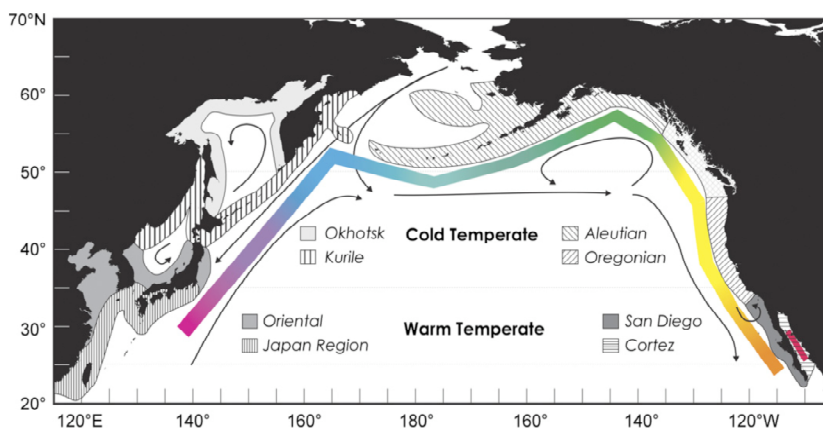 70°N
60°
50°
40°
30°
20°
Okhotsk
Kurile
Cold Temperate
Aleutian
Oregonian
Oriental
Japan Region
Warm Temperate
San Diego
Cortez
120°E 140° 160° 180° 160° 140° 120°W